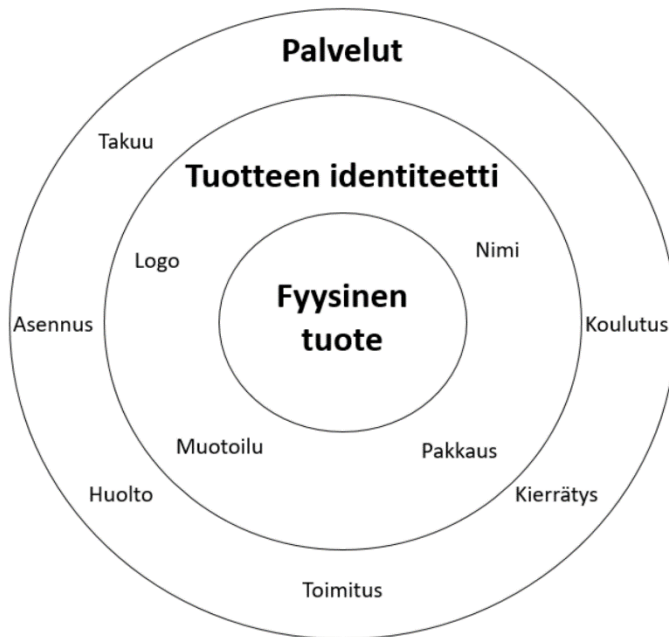 Palvelut
Takuu
Tuotteen identiteetti
Logo
Nimi
Fyysinen
tuote
Asennus
Koulutus
Muotoilu
Pakkaus
Huolto
Kierrätys
Toimitus